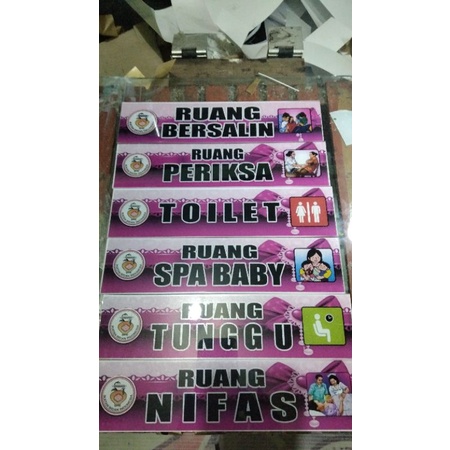 RUANG
BERSALIN
RUANG
PERIKSA
TOILET
RUANG
SPA BABY
RUANG
TUNGGU
RUANG
NIFAS